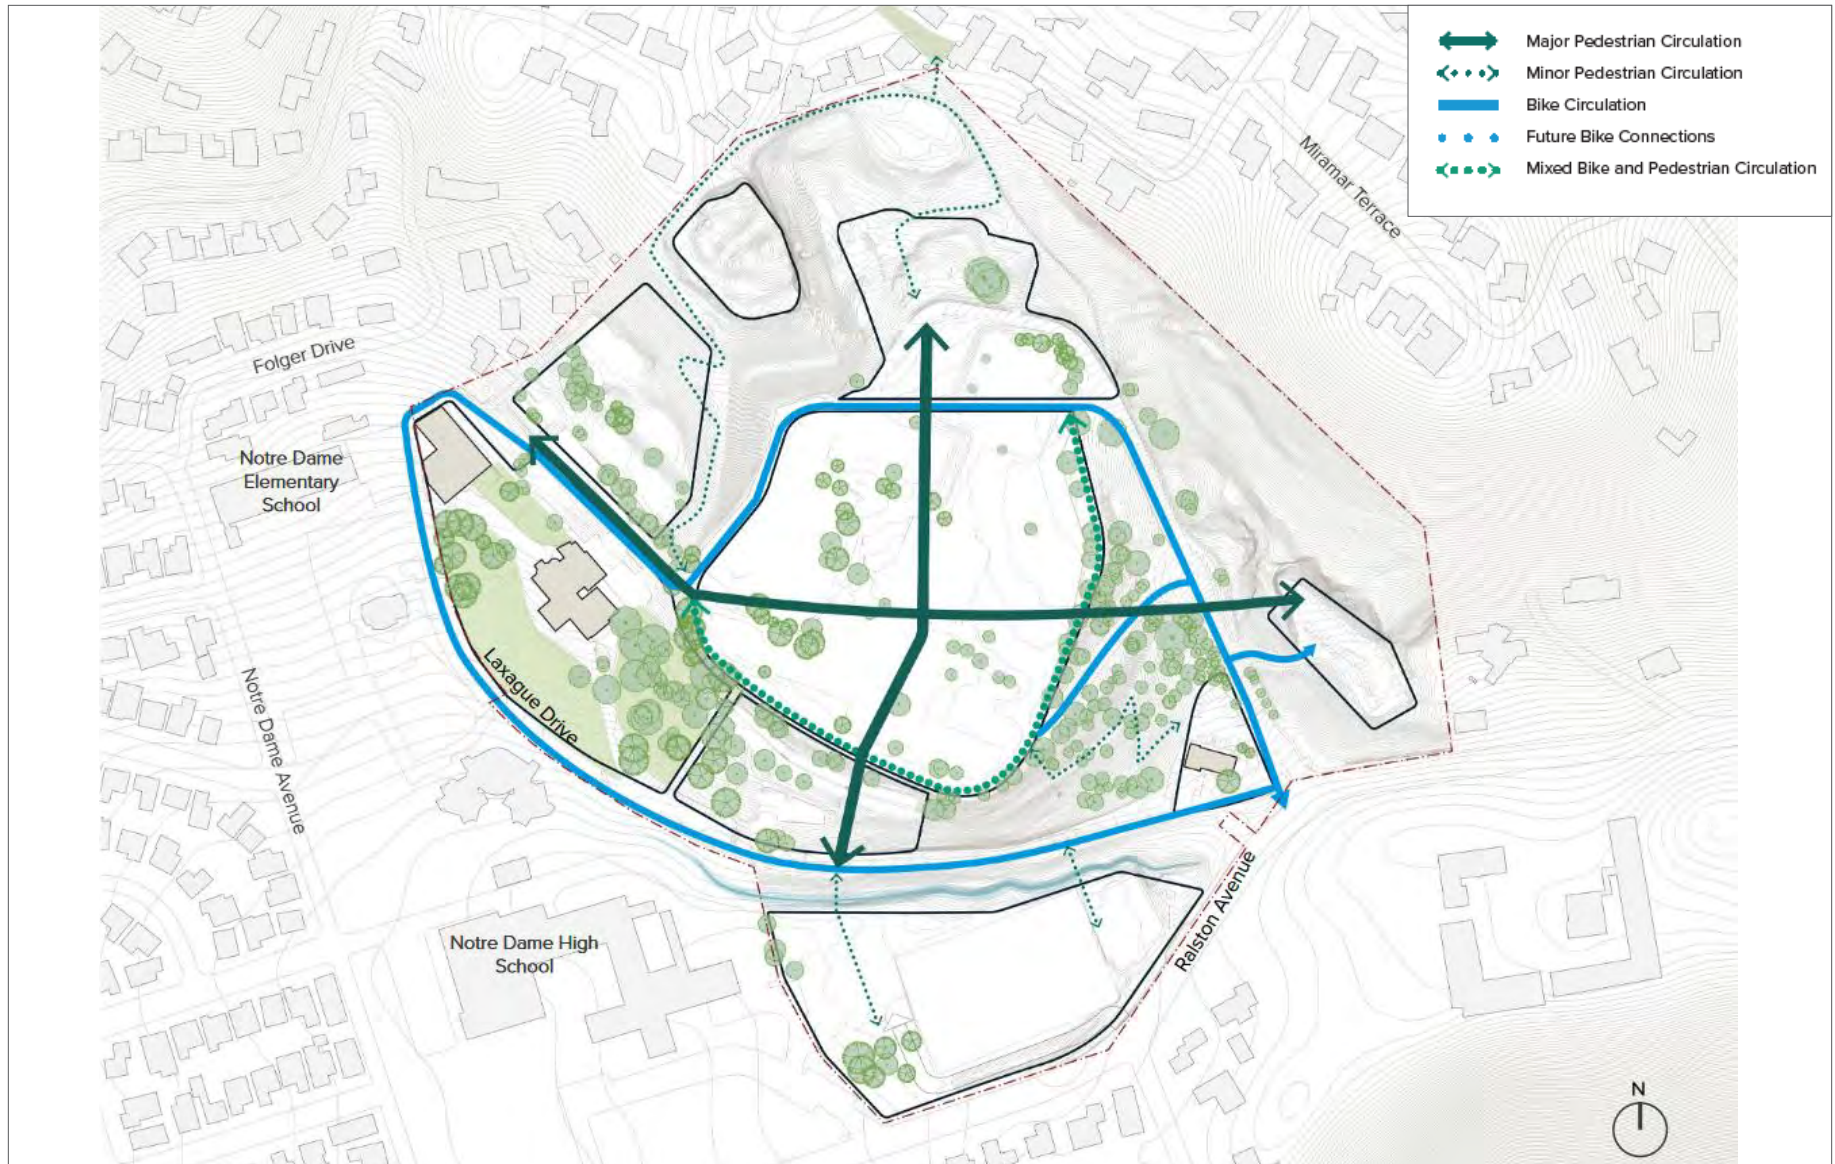 Major Pedestrian Circulation
Minor Pedestrian Circulation
Bike Circulation
Future Bike Connections
Mixed Bike and Pedestrian Circulation
Miramar Terrace
Folger Drive
Notre Dame
Elementary
School
Laxague Drive
Notre Dame Avenue
Notre Dame High
School
Ralston Avenue
N